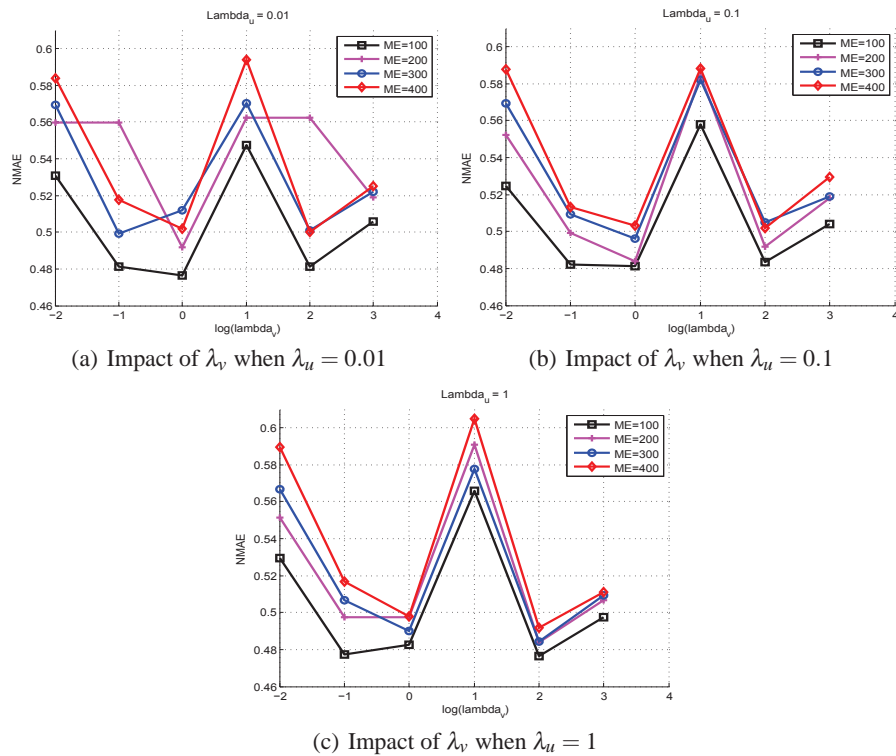 Lambda_u = 0.01
0.6
0.58
0.56
0.54
0.52
0.5
0.48
0.46
NMAE
ME=100
ME=200
ME=300
ME=400
−2 −1 0 1 2 3 4
log(lambda_v)
(a) Impact of λ_v when λ_u = 0.01
Lambda_u = 0.1
0.6
0.58
0.56
0.54
0.52
0.5
0.48
0.46
NMAE
ME=100
ME=200
ME=300
ME=400
−2 −1 0 1 2 3 4
log(lambda_v)
(b) Impact of λ_v when λ_u = 0.1
Lambda_u = 1
0.6
0.58
0.56
0.54
0.52
0.5
0.48
0.46
NMAE
ME=100
ME=200
ME=300
ME=400
−2 −1 0 1 2 3 4
log(lambda_v)
(c) Impact of λ_v when λ_u = 1